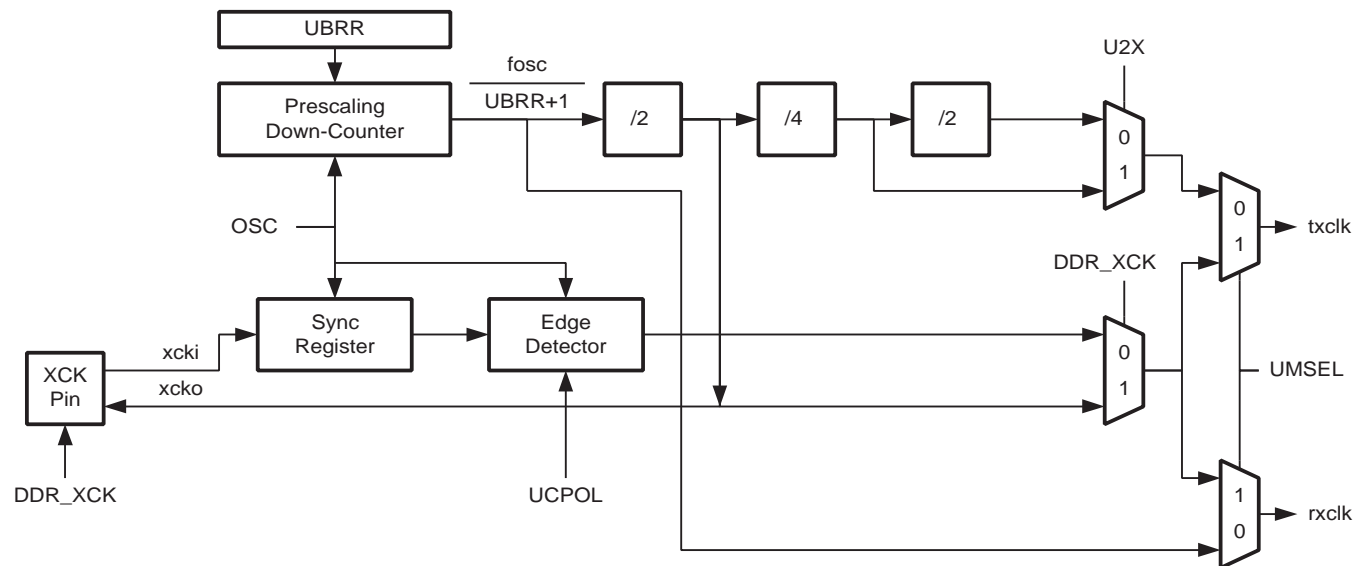 UBRR
Prescaling
Down-Counter
fosc
UBRR+1
/2
/4
/2
U2X
0
1
OSC
0
1
txclk
DDR_XCK
Sync
Register
Edge
Detector
0
1
UMSEL
xcki
xcko
XCK
Pin
DDR_XCK
UCPOL
1
0
rxclk